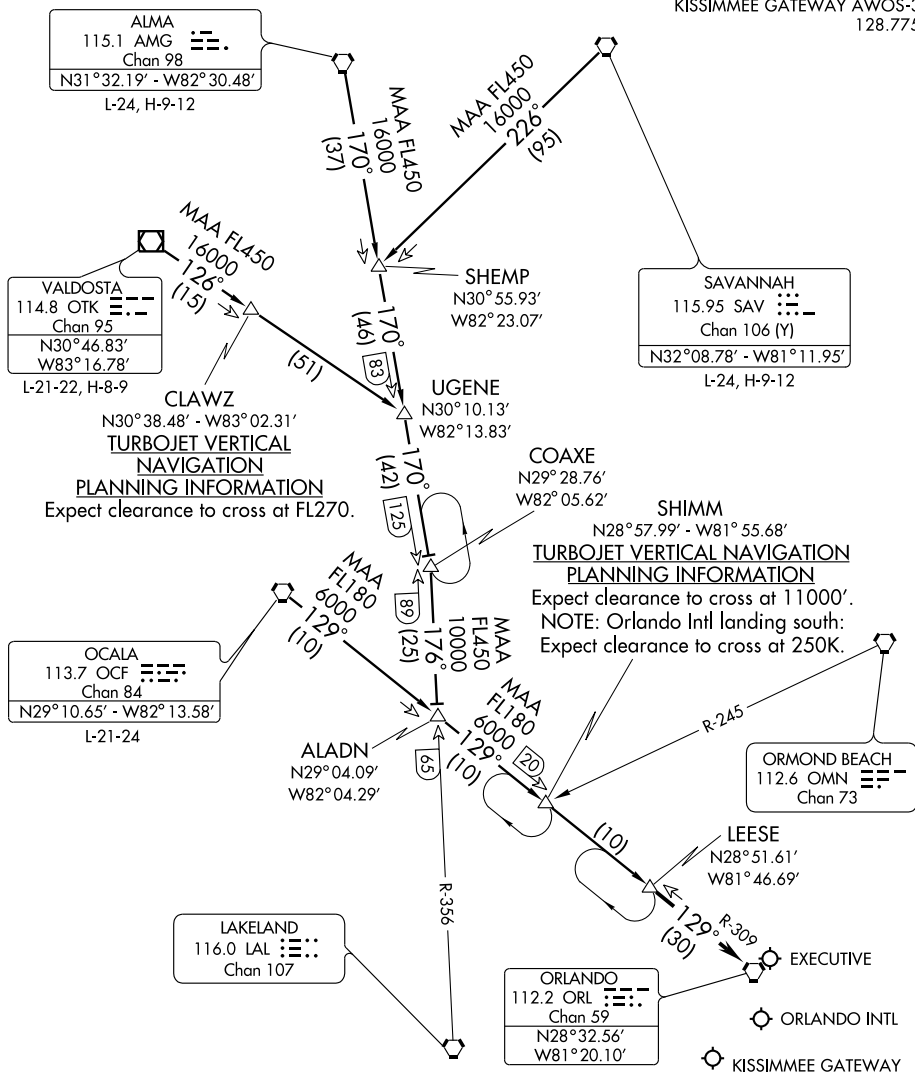 KISSIMMEE GATEWAY AWOS-3
128.775
ALMA
115.1 AMG
Chan 98
N31°32.19' - W82°30.48'
L-24, H-9-12
MAA FL450
16000
170°
(37)
MAA FL450
16000
226°
(95)
MAA FL450
16000
126°
(15)
VALDOSTA
114.8 OTK
Chan 95
N30°46.83'
W83°16.78'
L-21-22, H-8-9
SHEMP
N30°55.93'
W82°23.07'
SAVANNAH
115.95 SAV
Chan 106 (Y)
N32°08.78' - W81°11.95'
L-24, H-9-12
170°
(46)
83
(51)
CLAWZ
N30°38.48' - W83°02.31'
TURBOJET VERTICAL
NAVIGATION
PLANNING INFORMATION
Expect clearance to cross at FL270.
UGENE
N30°10.13'
W82°13.83'
170°
(42)
125
COAXE
N29°28.76'
W82°05.62'
SHIMM
N28°57.99' - W81°55.68'
TURBOJET VERTICAL NAVIGATION
PLANNING INFORMATION
Expect clearance to cross at 11000'.
NOTE: Orlando Intl landing south:
Expect clearance to cross at 250K.
MAA
FL180
6000
129°
(10)
OCALA
113.7 OCF
Chan 84
N29°10.65' - W82°13.58'
L-21-24
MAA
FL450
10000
176°
(25)
89
ALADN
N29°04.09'
W82°04.29'
65
MAA
FL180
6000
129°
(10)
20
R-245
ORMOND BEACH
112.6 OMN
Chan 73
(10)
LEESE
N28°51.61'
W81°46.69'
R-356
LAKELAND
116.0 LAL
Chan 107
129°
(30)
R-309
ORLANDO
112.2 ORL
Chan 59
N28°32.56'
W81°20.10'
EXECUTIVE
ORLANDO INTL
KISSIMMEE GATEWAY